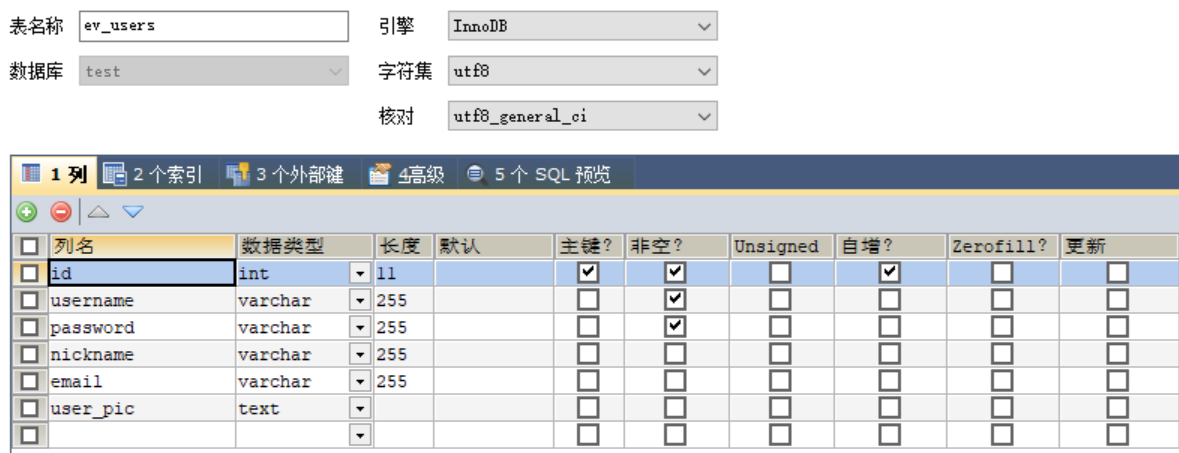 表名称 ev_users 引擎 InnoDB
数据库 test 字符集 utf8
核对 utf8_general_ci
1 列 2 个索引 3 个外部键 4高级 5 个 SQL 预览
列名 数据类型 长度 默认 主键? 非空? Unsigned 自增? Zerofill? 更新
id int 11
username varchar 255
password varchar 255
nickname varchar 255
email varchar 255
user_pic text